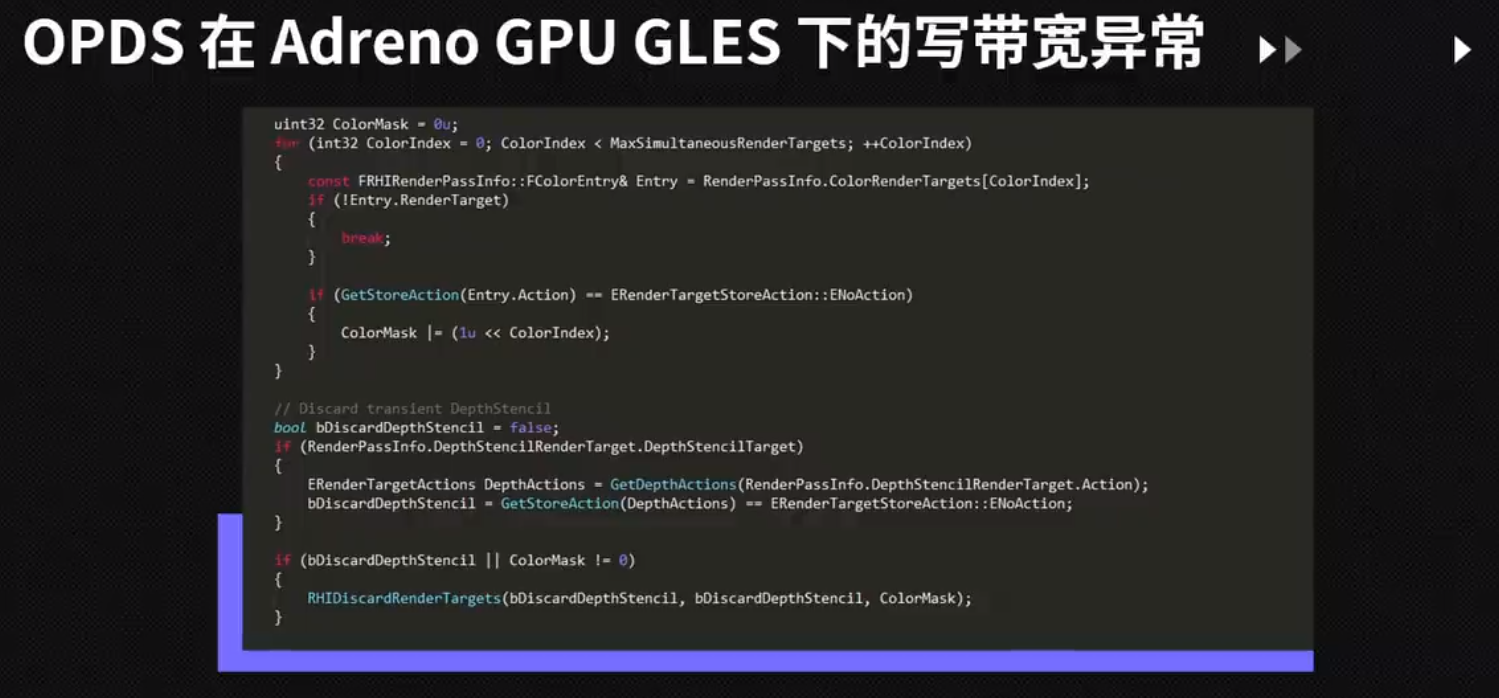 OPDS 在 Adreno GPU GLES 下的写带宽异常
uint32 ColorMask = 0u;
for (int32 ColorIndex = 0; ColorIndex < MaxSimultaneousRenderTargets; ++ColorIndex)
{
    const FRHIRenderPassInfo::FColorEntry& Entry = RenderPassInfo.ColorRenderTargets[ColorIndex];
    if (!Entry.RenderTarget)
    {
        break;
    }
    if (GetStoreAction(Entry.Action) == ERenderTargetStoreAction::ENoAction)
    {
        ColorMask |= (1u << ColorIndex);
    }
}
// Discard transient DepthStencil
bool bDiscardDepthStencil = false;
if (RenderPassInfo.DepthStencilRenderTarget.DepthStencilTarget)
{
    ERenderTargetActions DepthActions = GetDepthActions(RenderPassInfo.DepthStencilRenderTarget.Action);
    bDiscardDepthStencil = GetStoreAction(DepthActions) == ERenderTargetStoreAction::ENoAction;
}
if (bDiscardDepthStencil || ColorMask != 0)
{
    RHIDiscardRenderTargets(bDiscardDepthStencil, bDiscardDepthStencil, ColorMask);
}